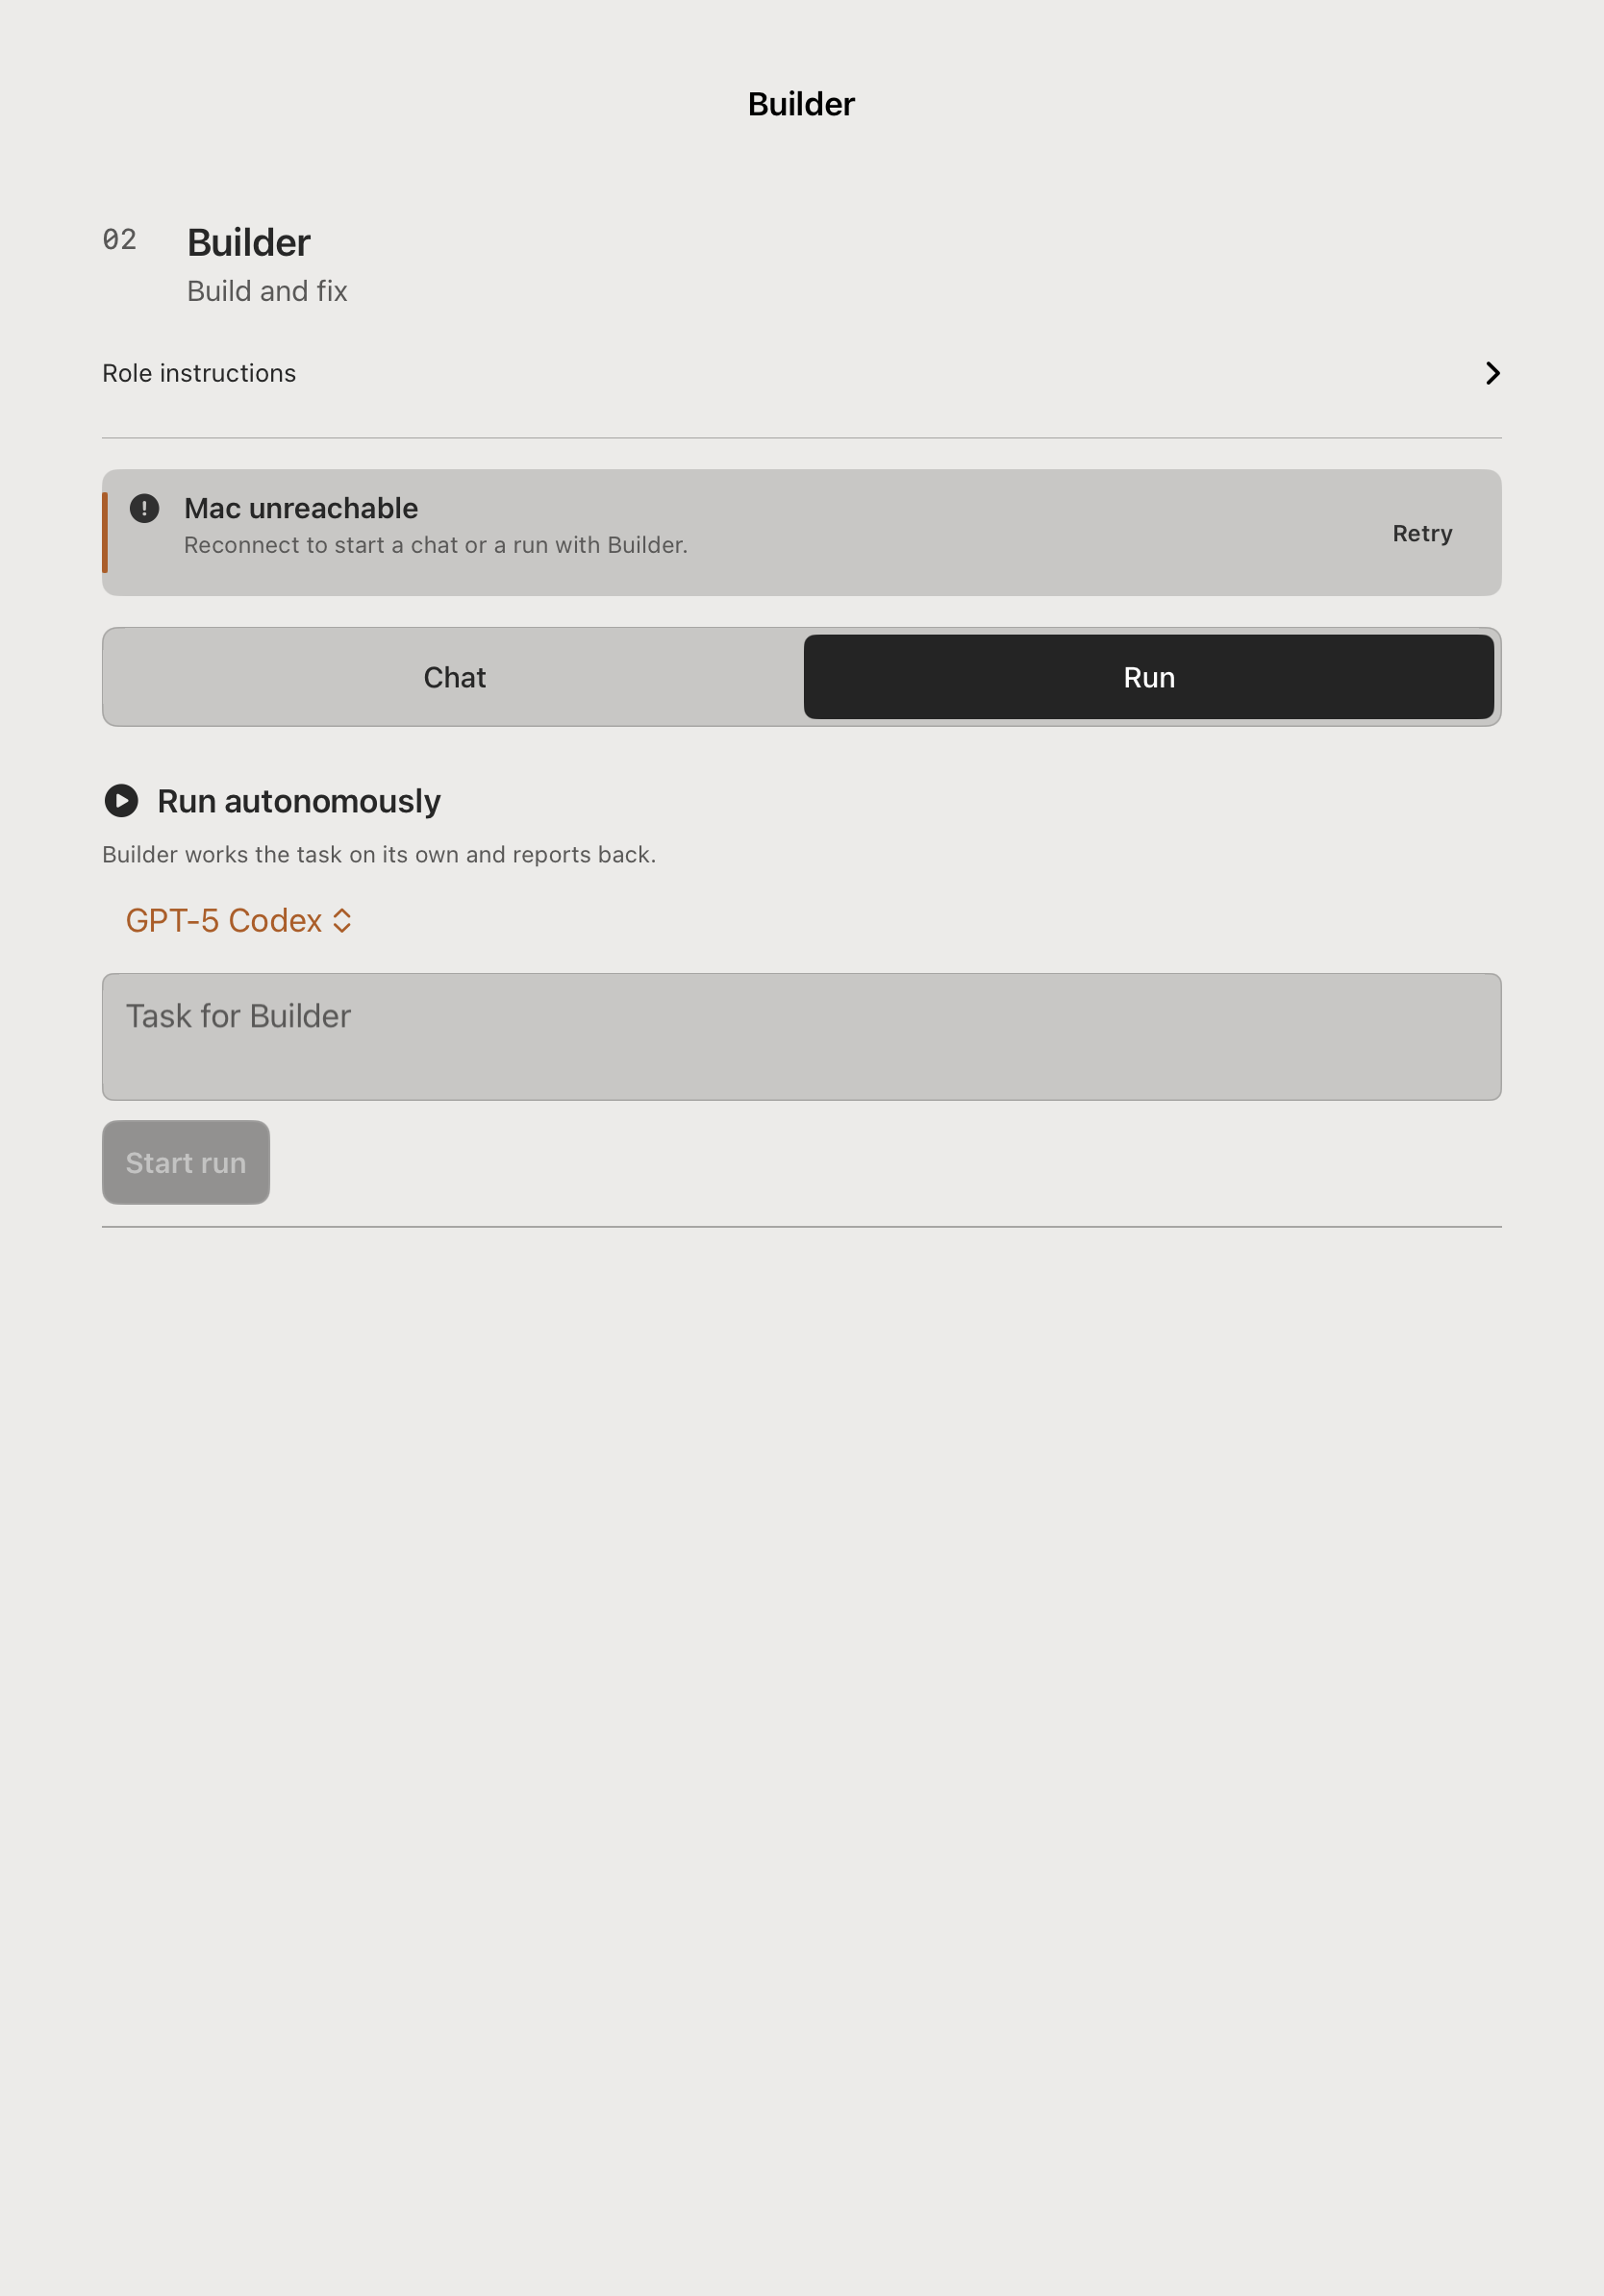 Builder
02
Builder
Build and fix
Role instructions
Mac unreachable
Reconnect to start a chat or a run with Builder.
Retry
Chat
Run
Run autonomously
Builder works the task on its own and reports back.
GPT-5 Codex
Task for Builder
Start run